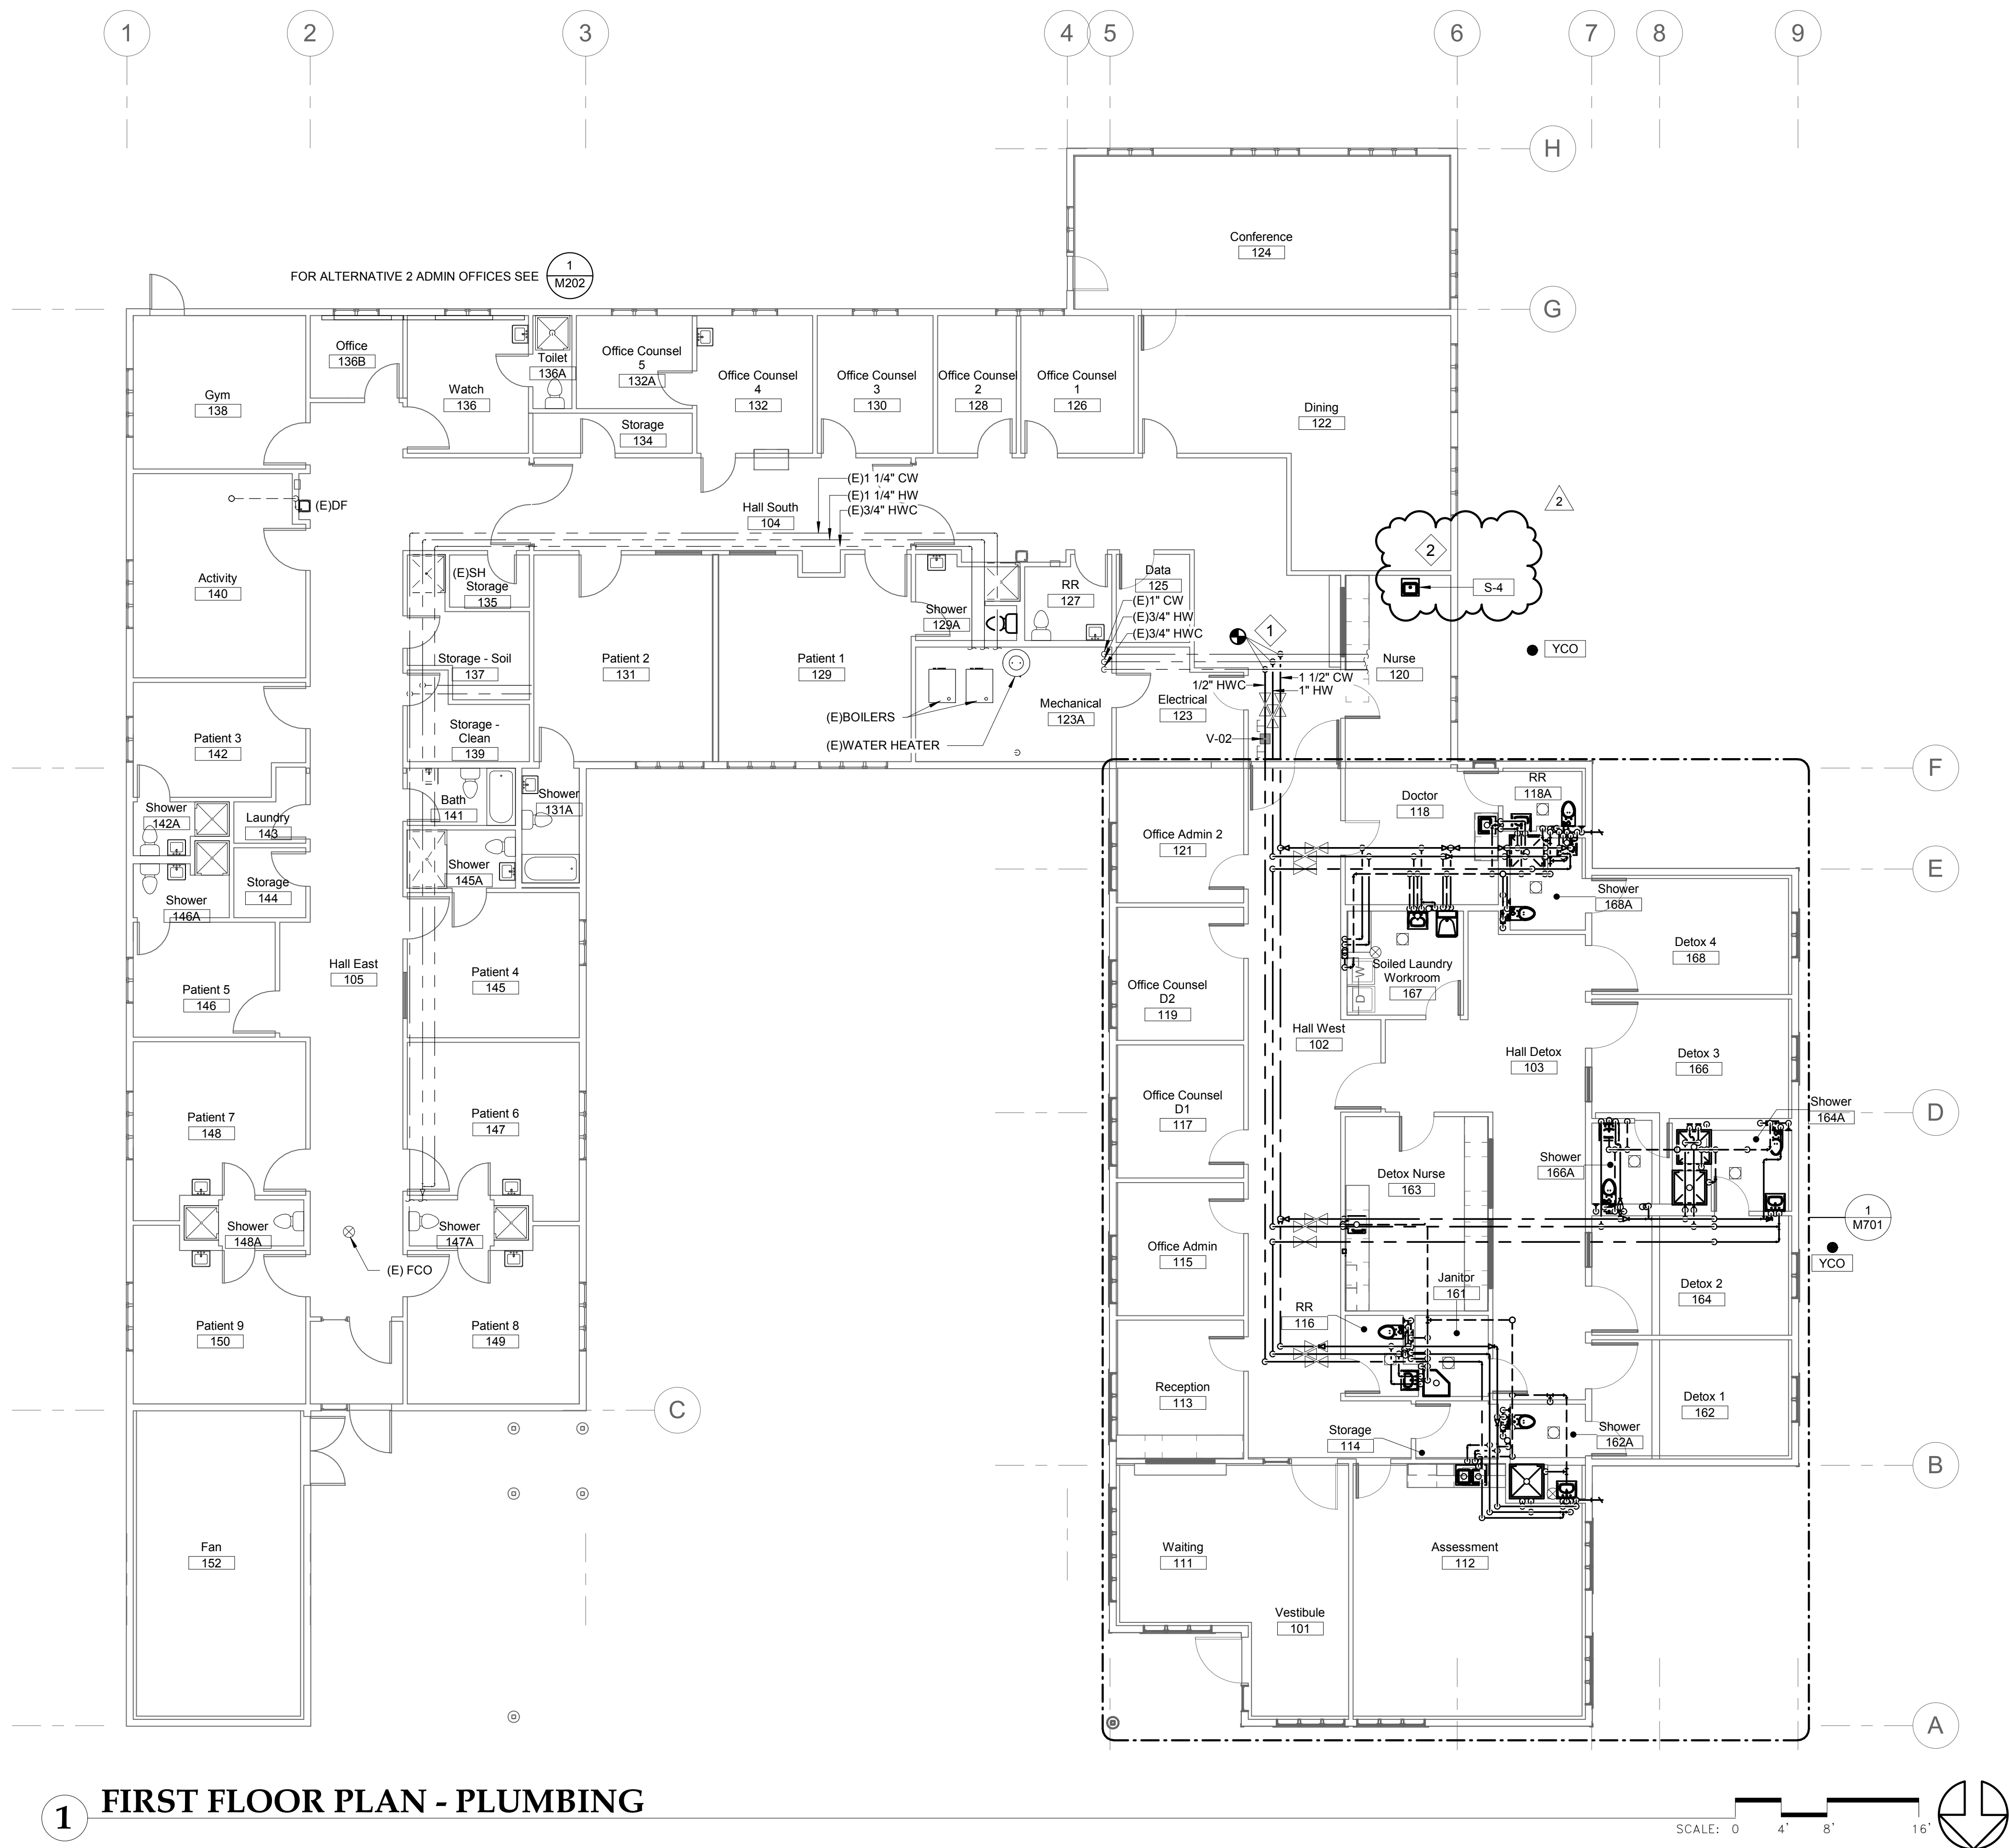 1
2
3
4
5
6
7
8
9
H
Conference
124
FOR ALTERNATIVE 2 ADMIN OFFICES SEE
1
M202
G
Office
136B
Toilet
136A
Office Counsel
5
132A
Office Counsel
4
132
Office Counsel
3
130
Office Counsel
2
128
Office Counsel
1
126
Gym
138
Watch
136
Storage
134
Dining
122
(E)1 1/4" CW
(E)1 1/4" HW
(E)3/4" HWC
Hall South
104
(E)DF
2
2
S-4
Activity
140
(E)SH
Storage
135
Shower
129A
RR
127
Data
125
(E)1" CW
(E)3/4" HW
(E)3/4" HWC
1
YCO
Storage - Soil
137
Patient 2
131
Patient 1
129
Nurse
120
1/2" HWC
1 1/2" CW
1" HW
(E)BOILERS
(E)WATER HEATER
Mechanical
123A
Electrical
123
V-02
Patient 3
142
Storage -
Clean
139
F
Shower
142A
Laundry
143
Bath
141
Shower
131A
Office Admin 2
121
Doctor
118
RR
118A
E
Shower
146A
Storage
144
Shower
145A
Shower
168A
Hall East
105
Patient 5
146
Patient 4
145
Office Counsel
D2
119
Soiled Laundry
Workroom
167
W
D
Detox 4
168
Hall West
102
Hall Detox
103
Detox 3
166
Patient 7
148
Patient 6
147
Office Counsel
D1
117
Shower
164A
D
Detox Nurse
163
Shower
166A
Shower
148A
Shower
147A
1
M701
(E) FCO
Office Admin
115
YCO
Janitor
161
Detox 2
164
RR
116
Patient 9
150
Patient 8
149
Reception
113
Detox 1
162
C
Storage
114
Shower
162A
B
Fan
152
Waiting
111
Assessment
112
Vestibule
101
A
1
FIRST FLOOR PLAN - PLUMBING
SCALE: 0 4' 8' 16'